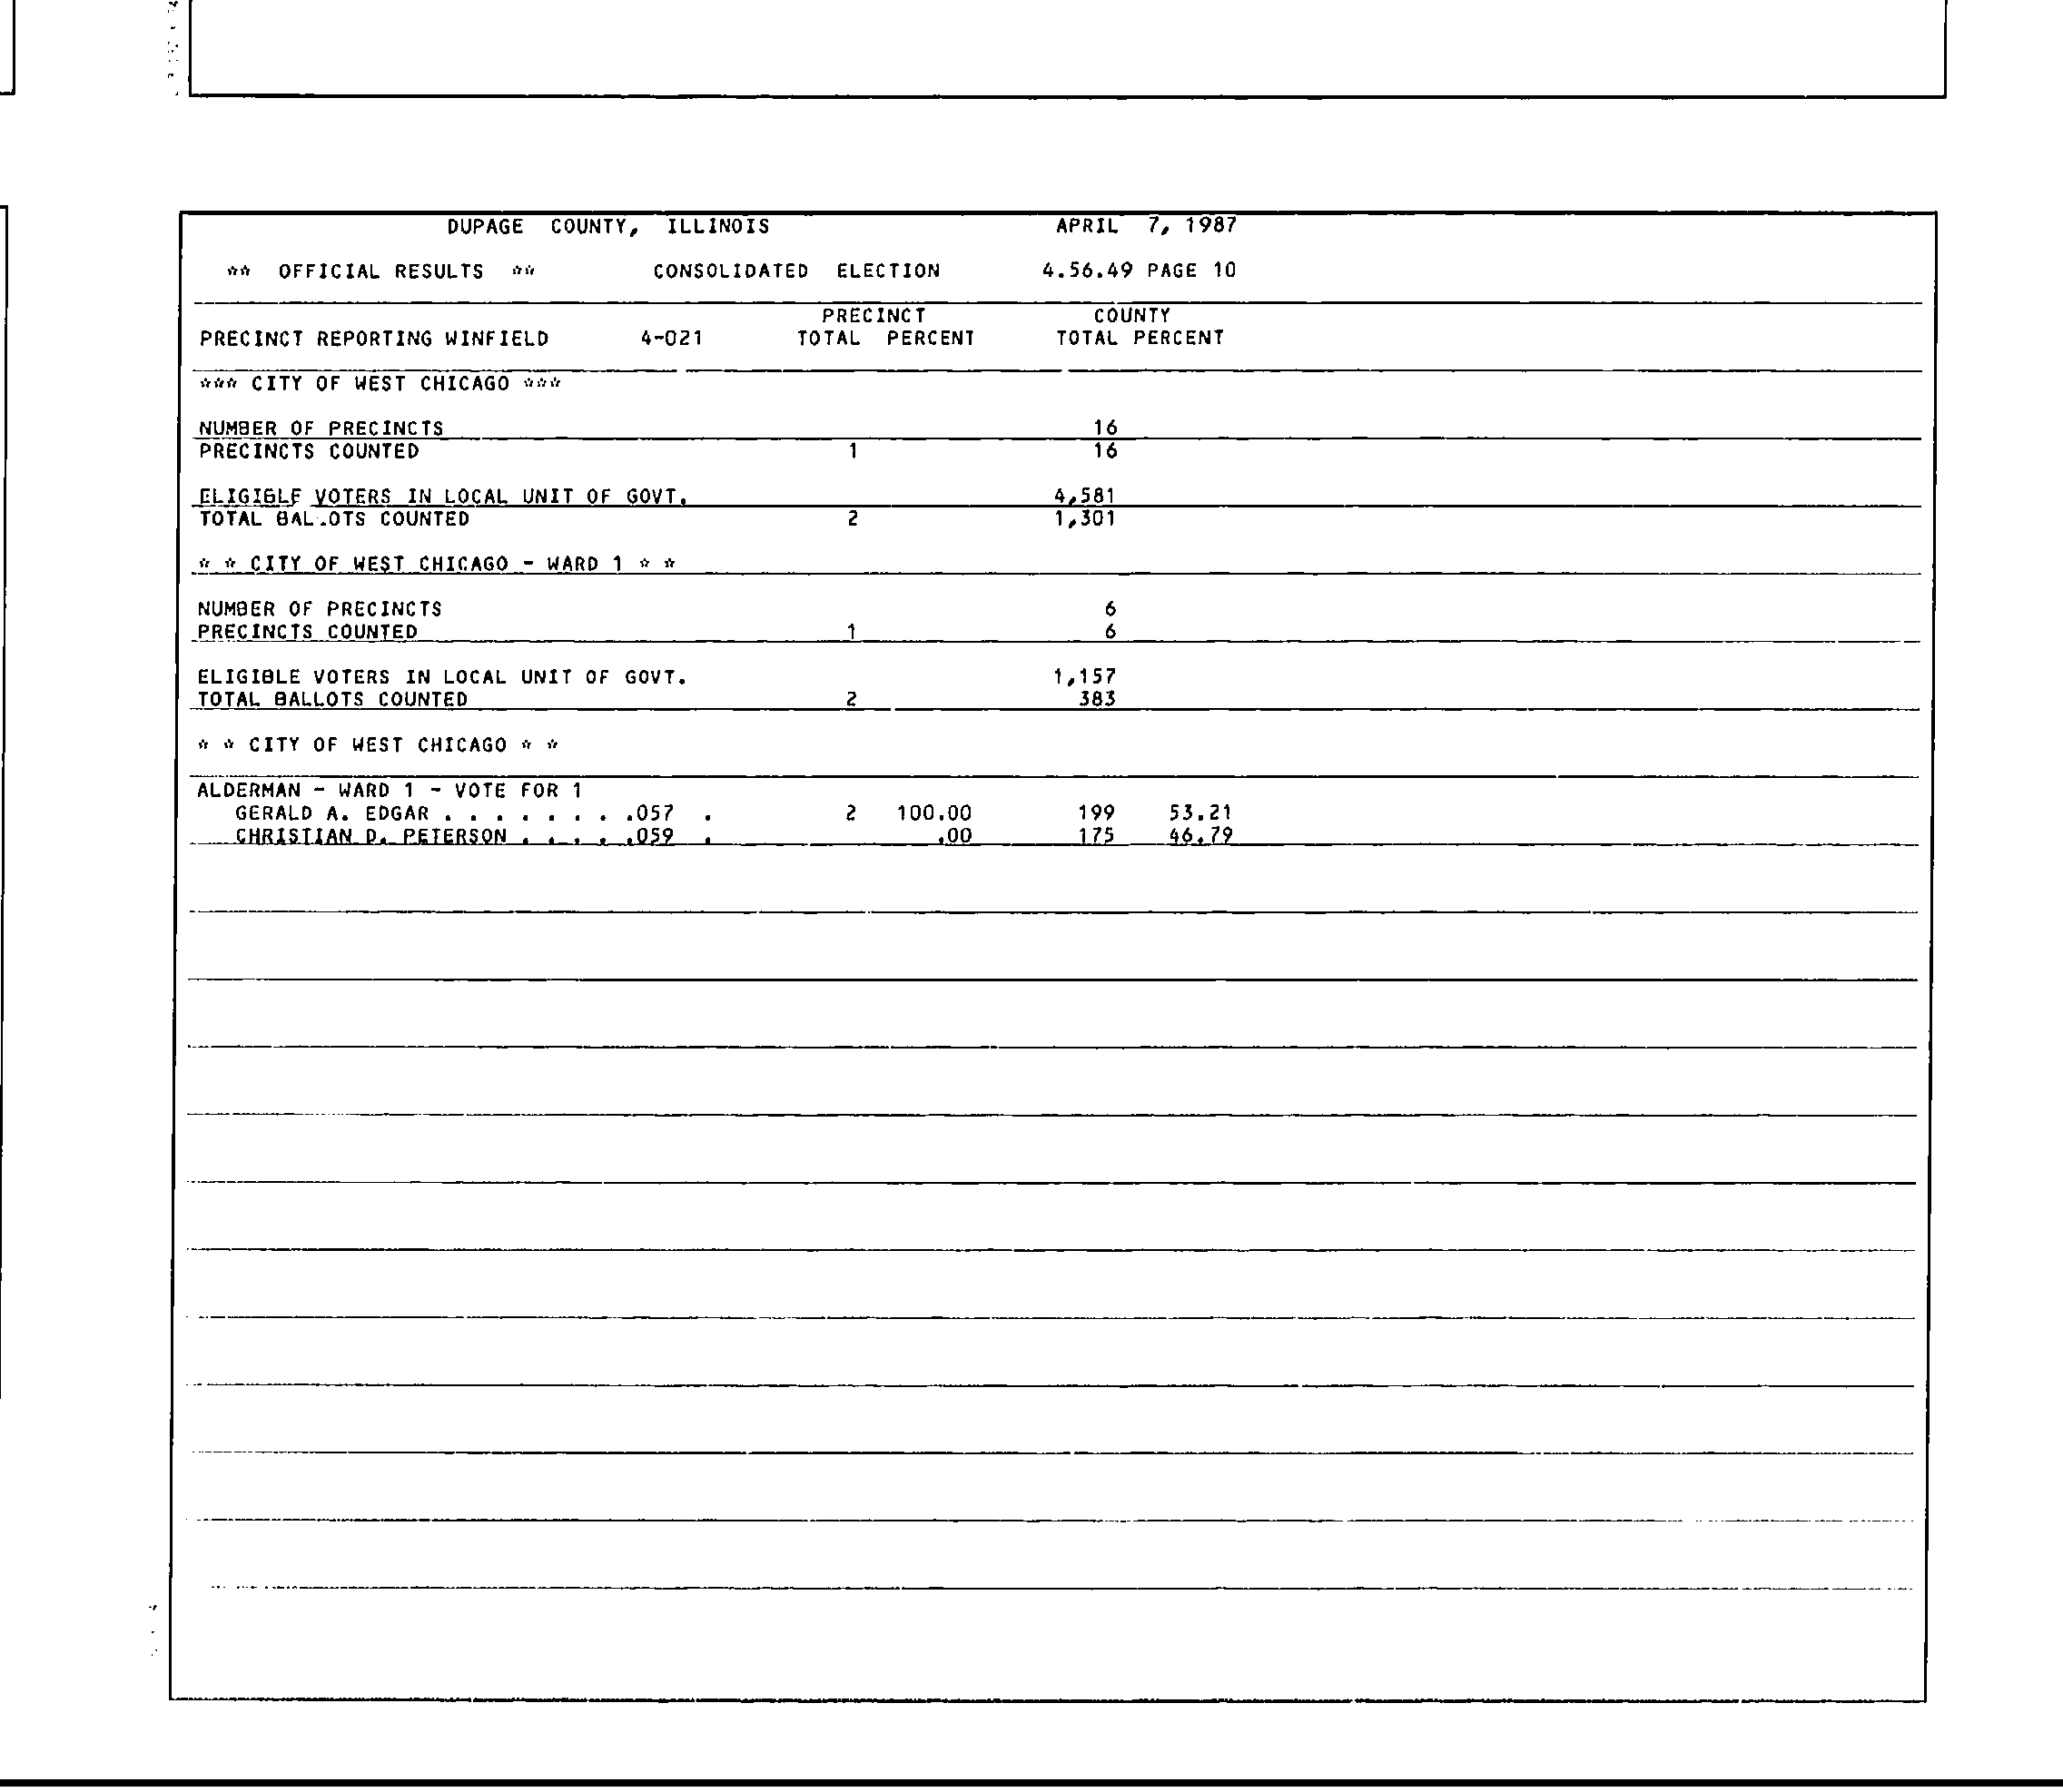 DUPAGE COUNTY, ILLINOIS APRIL 7, 1987
** OFFICIAL RESULTS ** CONSOLIDATED ELECTION 4.56.49 PAGE 10
PRECINCT COUNTY
PRECINCT REPORTING WINFIELD 4-021 TOTAL PERCENT TOTAL PERCENT
*** CITY OF WEST CHICAGO ***
NUMBER OF PRECINCTS 16
PRECINCTS COUNTED 1 16
ELIGIBLE VOTERS IN LOCAL UNIT OF GOVT. 4,581
TOTAL BALLOTS COUNTED 2 1,301
* * CITY OF WEST CHICAGO - WARD 1 * *
NUMBER OF PRECINCTS 6
PRECINCTS COUNTED 1 6
ELIGIBLE VOTERS IN LOCAL UNIT OF GOVT. 1,157
TOTAL BALLOTS COUNTED 2 383
* * CITY OF WEST CHICAGO * *
ALDERMAN - WARD 1 - VOTE FOR 1
GERALD A. EDGAR . . . . . . . .057 . 2 100.00 199 53.21
CHRISTIAN D. PETERSON . . . . .059 . .00 175 46.79